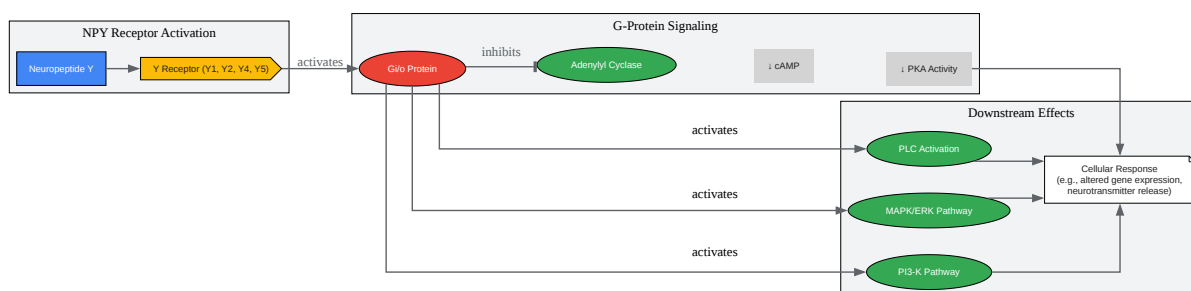 NPY Receptor Activation
Neuropeptide Y
Y Receptor (Y1, Y2, Y4, Y5)
activates
G-Protein Signaling
Gi/o Protein
inhibits
Adenylyl Cyclase
↓ cAMP
↓ PKA Activity
Downstream Effects
activates
PLC Activation
activates
MAPK/ERK Pathway
activates
PI3-K Pathway
Cellular Response
(e.g., altered gene expression,
neurotransmitter release)